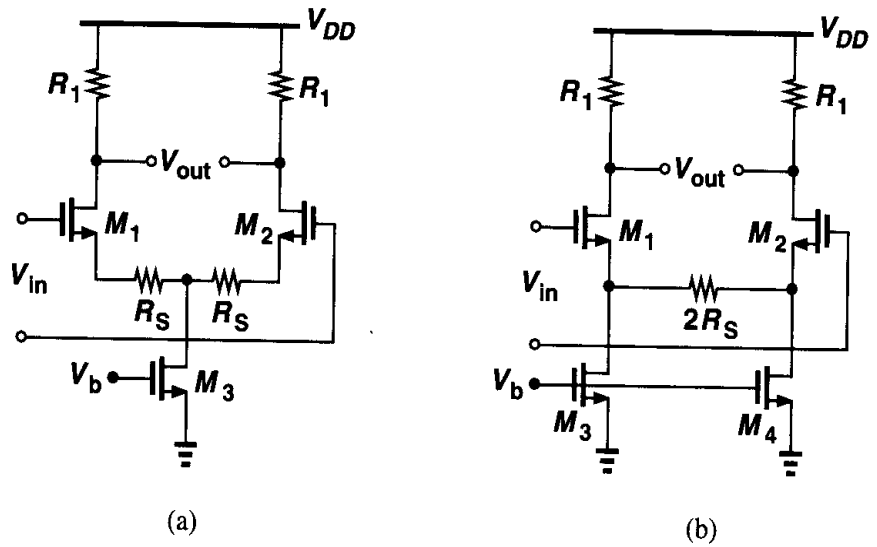 V_DD
R_1
R_1
V_out
M_1
M_2
V_in
R_S
R_S
V_b
M_3
(a)
V_DD
R_1
R_1
V_out
M_1
M_2
V_in
2R_S
V_b
M_3
M_4
(b)